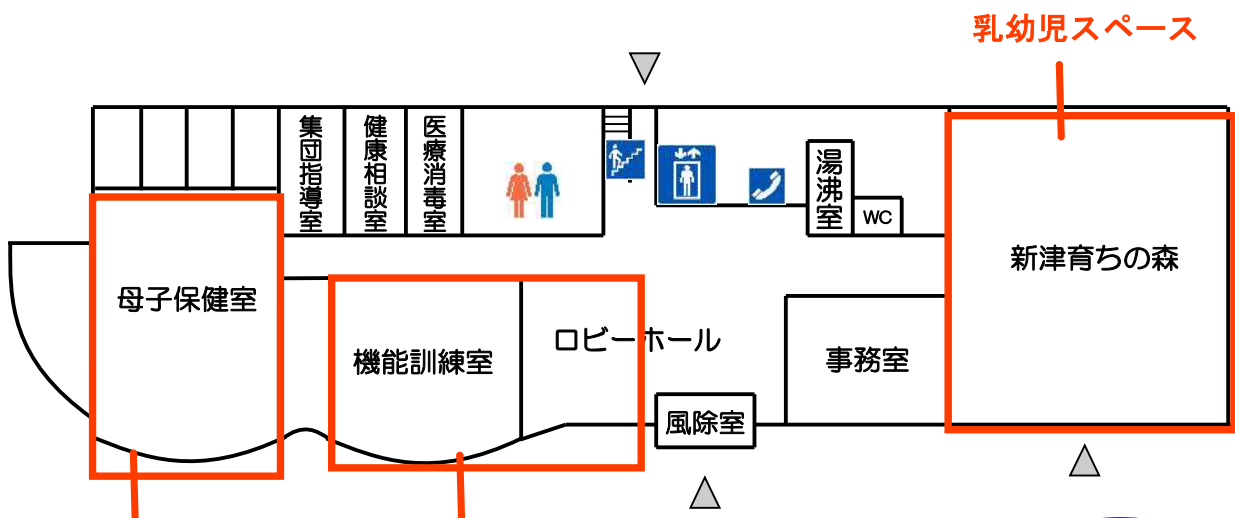 乳幼児スペース
集団指導室
健康相談室
医療消毒室
湯沸室
WC
新津育ちの森
母子保健室
機能訓練室
ロビーホール
事務室
風除室